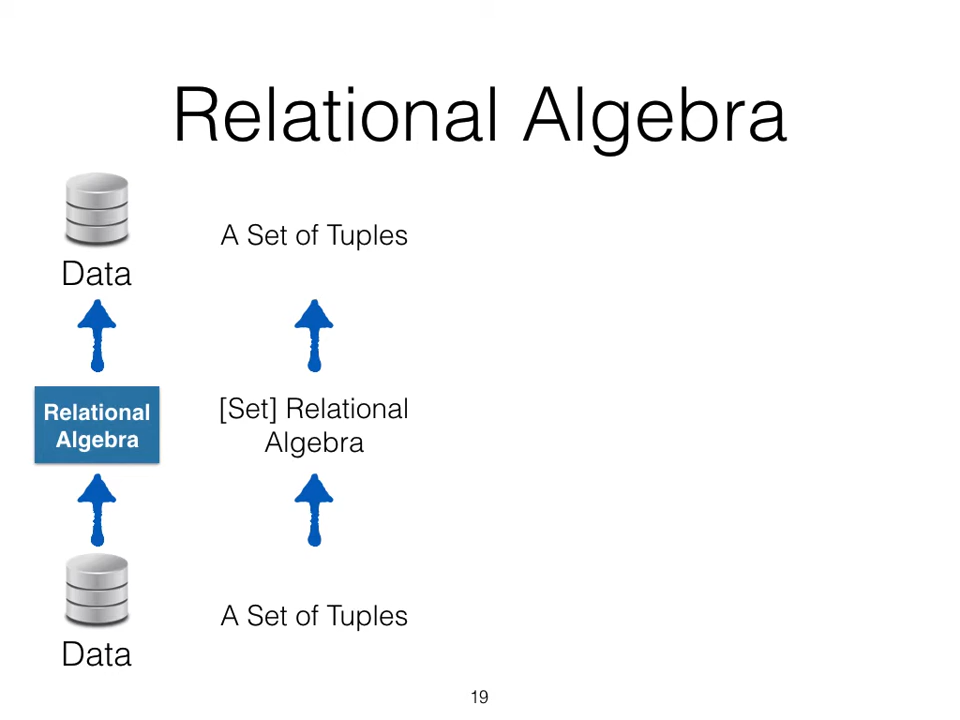 Relational Algebra
Data
A Set of Tuples
Relational
Algebra
[Set] Relational
Algebra
Data
A Set of Tuples
19